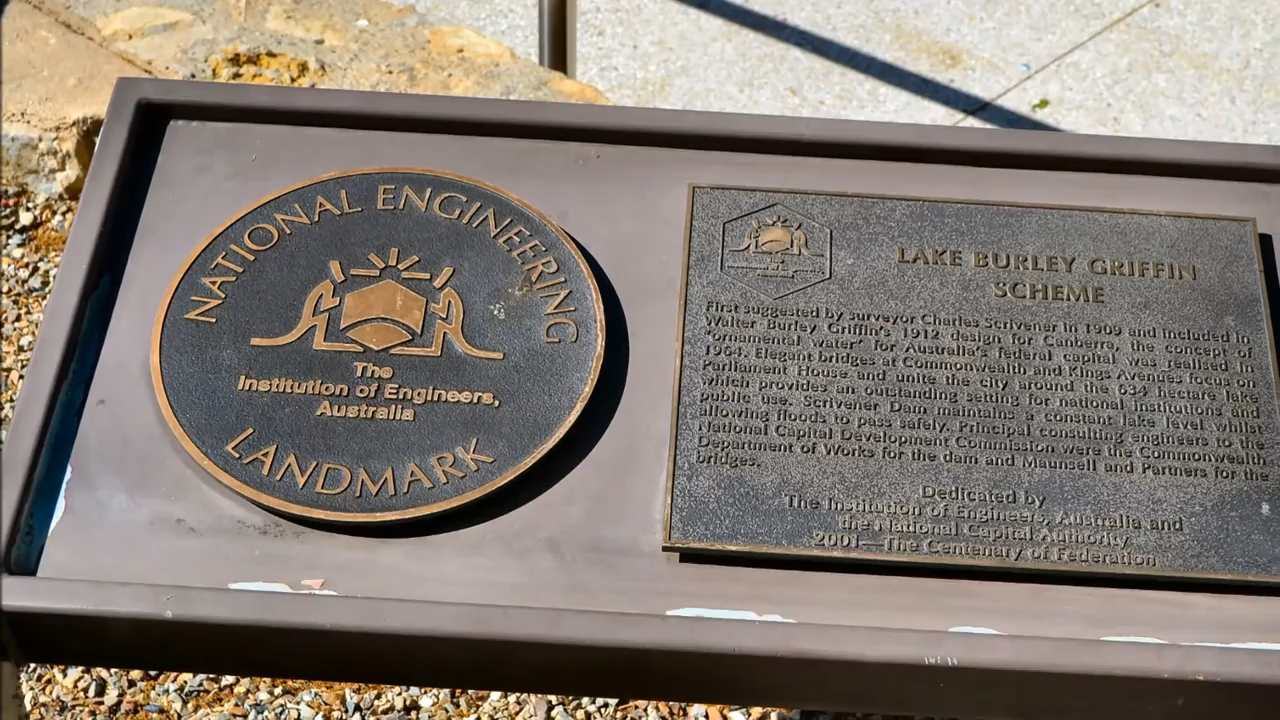 NATIONAL ENGINEERING
The
Institution of Engineers,
Australia
LANDMARK
LAKE BURLEY GRIFFIN
SCHEME
First suggested by surveyor Charles Scrivener in 1909 and included in
Walter Burley Griffin's 1912 design for Canberra, the concept of
"ornamental water" for Australia's federal capital was realised in
1964. Elegant bridges at Commonwealth and Kings Avenues focus on
Parliament House and unite the city around the 634 hectare lake
which provides an outstanding setting for national institutions and
public use. Scrivener Dam maintains a constant lake level whilst
allowing floods to pass safely. Principal consulting engineers to the
National Capital Development Commission were the Commonwealth
Department of Works for the dam and Maunsell and Partners for the
bridges.
Dedicated by
The Institution of Engineers, Australia and
the National Capital Authority
2001—The Centenary of Federation